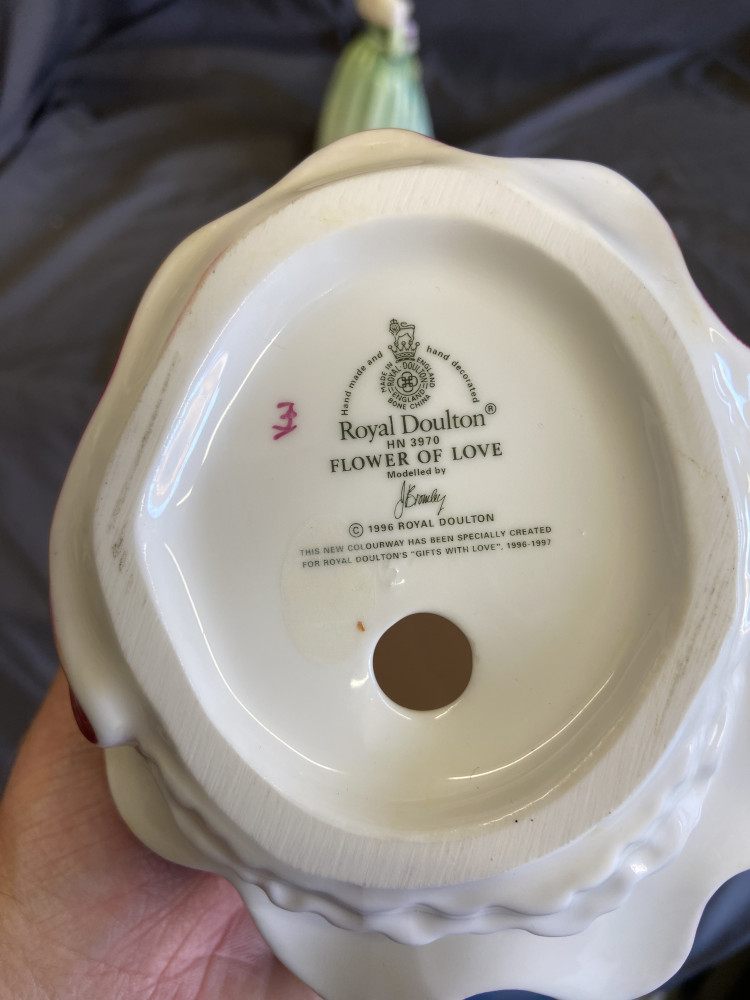 Hand made and hand decorated
MADE IN ENGLAND
ROYAL·DOULTON
ENGLAND
BONE CHINA
Royal Doulton®
HN 3970
FLOWER OF LOVE
Modelled by
J Bromley
© 1996 ROYAL DOULTON
THIS NEW COLOURWAY HAS BEEN SPECIALLY CREATED
FOR ROYAL DOULTON'S "GIFTS WITH LOVE", 1996-1997